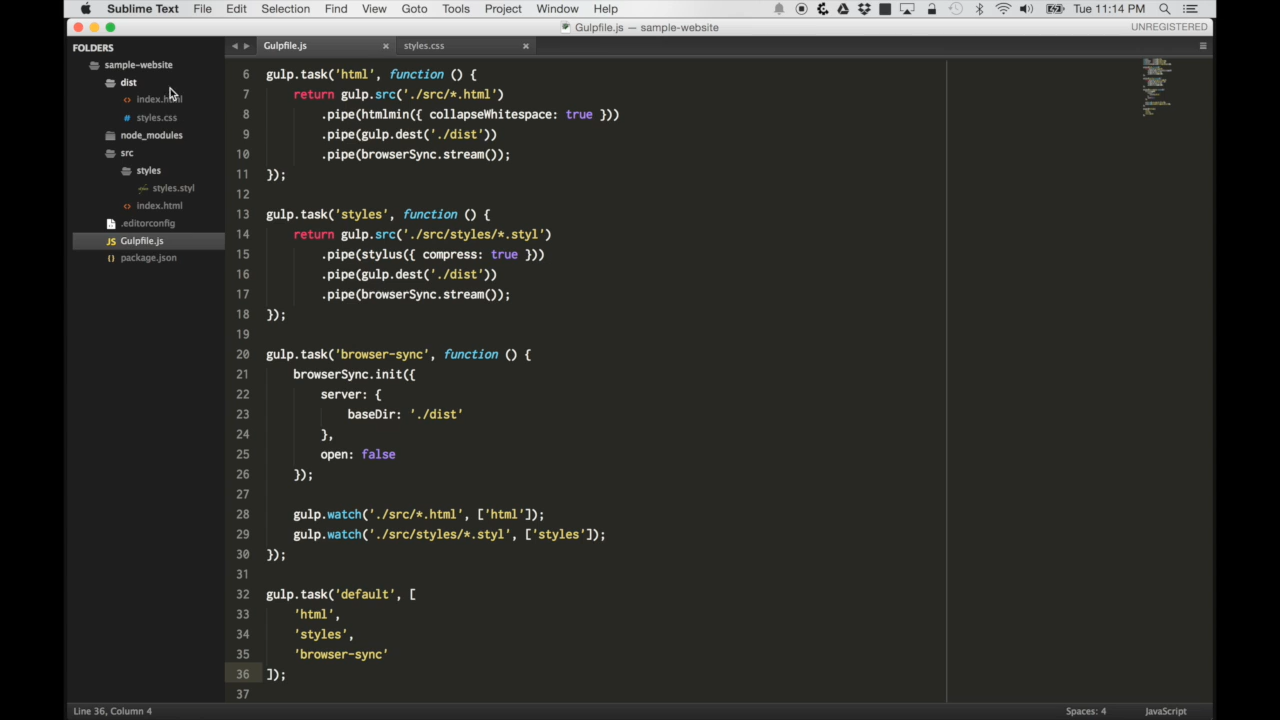 Sublime Text File Edit Selection Find View Goto Tools Project Window Help Tue 11:14 PM
Gulpfile.js — sample-website UNREGISTERED
FOLDERS
sample-website
dist
index.html
styles.css
node_modules
src
styles
styles.styl
index.html
.editorconfig
Gulpfile.js
package.json
Gulpfile.js × styles.css ×
6 gulp.task('html', function () {
7 return gulp.src('./src/*.html')
8 .pipe(htmlmin({ collapseWhitespace: true }))
9 .pipe(gulp.dest('./dist'))
10 .pipe(browserSync.stream());
11 });
12
13 gulp.task('styles', function () {
14 return gulp.src('./src/styles/*.styl')
15 .pipe(stylus({ compress: true }))
16 .pipe(gulp.dest('./dist'))
17 .pipe(browserSync.stream());
18 });
19
20 gulp.task('browser-sync', function () {
21 browserSync.init({
22 server: {
23 baseDir: './dist'
24 },
25 open: false
26 });
27
28 gulp.watch('./src/*.html', ['html']);
29 gulp.watch('./src/styles/*.styl', ['styles']);
30 });
31
32 gulp.task('default', [
33 'html',
34 'styles',
35 'browser-sync'
36 ]);
37
Line 36, Column 4 Spaces: 4 JavaScript